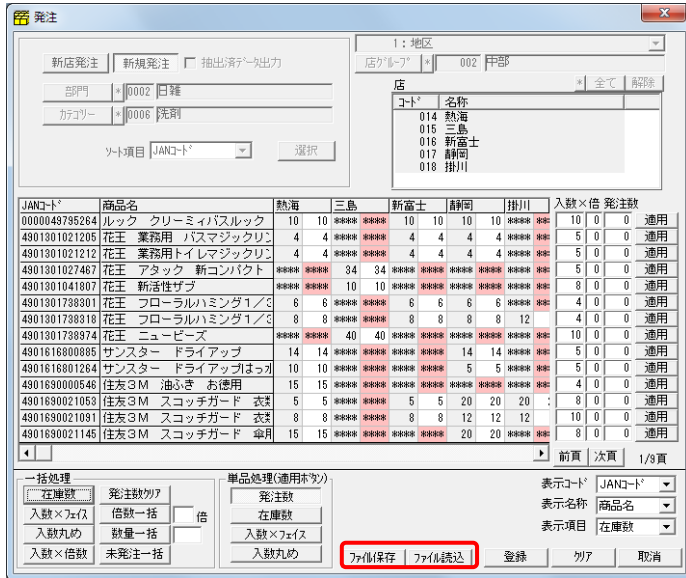 発注
1：地区
新店発注 新規発注 抽出済ﾃﾞｰﾀ出力
店ｸﾞﾙｰﾌﾟ * 002 中部
部門 * 0002 日雑
店 * 全て 解除
ｶﾃｺﾞﾘｰ * 0006 洗剤
ｺｰﾄﾞ 名称
014 熱海
015 三島
016 新富士
017 静岡
018 掛川
ｿｰﾄ項目 JANｺｰﾄﾞ 選択
JANｺｰﾄﾞ 商品名 熱海 三島 新富士 静岡 掛川 入数×倍 発注数
0000049795264 ルック クリーミィバスルック 10 10 **** **** 10 10 10 10 **** *** 10 0 0 適用
4901301021205 花王 業務用 バスマジックリン 4 4 **** **** 4 4 4 4 **** *** 5 0 0 適用
4901301021212 花王 業務用トイレマジックリン 4 4 **** **** 4 4 4 4 **** *** 5 0 0 適用
4901301027467 花王 アタック 新コンパクト **** **** 34 34 **** **** **** **** **** *** 5 0 0 適用
4901301041807 花王 新活性ザブ **** **** 10 10 **** **** **** **** **** *** 8 0 0 適用
4901301738301 花王 フローラルハミング１／３ 6 6 **** **** 6 6 6 6 **** *** 4 0 0 適用
4901301738318 花王 フローラルハミング１／３ 8 8 **** **** 8 8 8 8 12 4 0 0 適用
4901301738974 花王 ニュービーズ **** **** 40 40 **** **** **** **** **** *** 10 0 0 適用
4901616800885 サンスター ドライアップ 14 14 **** **** **** **** 14 14 **** *** 5 0 0 適用
4901616801264 サンスター ドライアップはっ水 10 10 **** **** **** **** 5 5 **** *** 5 0 0 適用
4901690000546 住友３Ｍ 油ふき お徳用 15 15 **** **** **** **** **** **** **** *** 4 0 0 適用
4901690021053 住友３Ｍ スコッチガード 衣類 5 5 **** **** 5 5 20 20 20 8 0 0 適用
4901690021091 住友３Ｍ スコッチガード 衣類 8 8 **** **** 8 8 12 12 12 10 0 0 適用
4901690021145 住友３Ｍ スコッチガード 傘用 15 15 **** **** **** **** 20 20 **** *** 8 0 0 適用
前頁 次頁 1/9頁
一括処理 単品処理(適用ﾎﾞﾀﾝ)
在庫数 発注数ｸﾘｱ 発注数 表示ｺｰﾄﾞ JANｺｰﾄﾞ
入数×ﾌｪｲｽ 倍数一括 倍 在庫数 表示名称 商品名
入数丸め 数量一括 入数×ﾌｪｲｽ 表示項目 在庫数
入数×倍数 未発注一括 入数丸め ﾌｧｲﾙ保存 ﾌｧｲﾙ読込 登録 ｸﾘｱ 取消